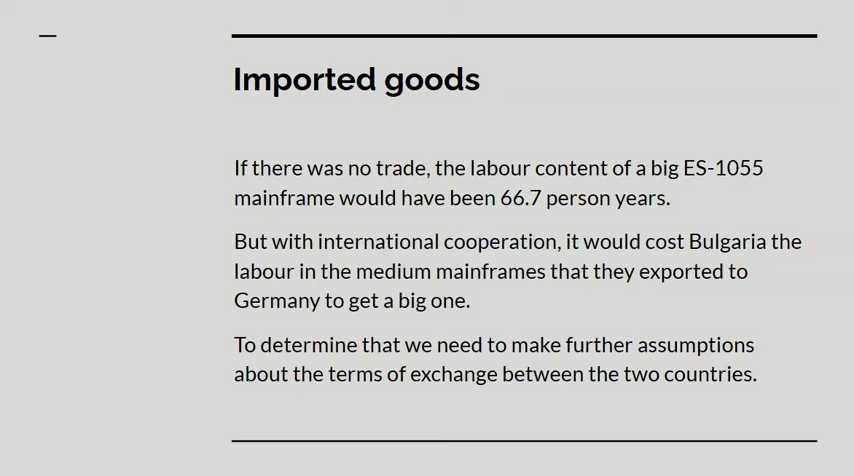 Imported goods
If there was no trade, the labour content of a big ES-1055
mainframe would have been 66.7 person years.
But with international cooperation, it would cost Bulgaria the
labour in the medium mainframes that they exported to
Germany to get a big one.
To determine that we need to make further assumptions
about the terms of exchange between the two countries.